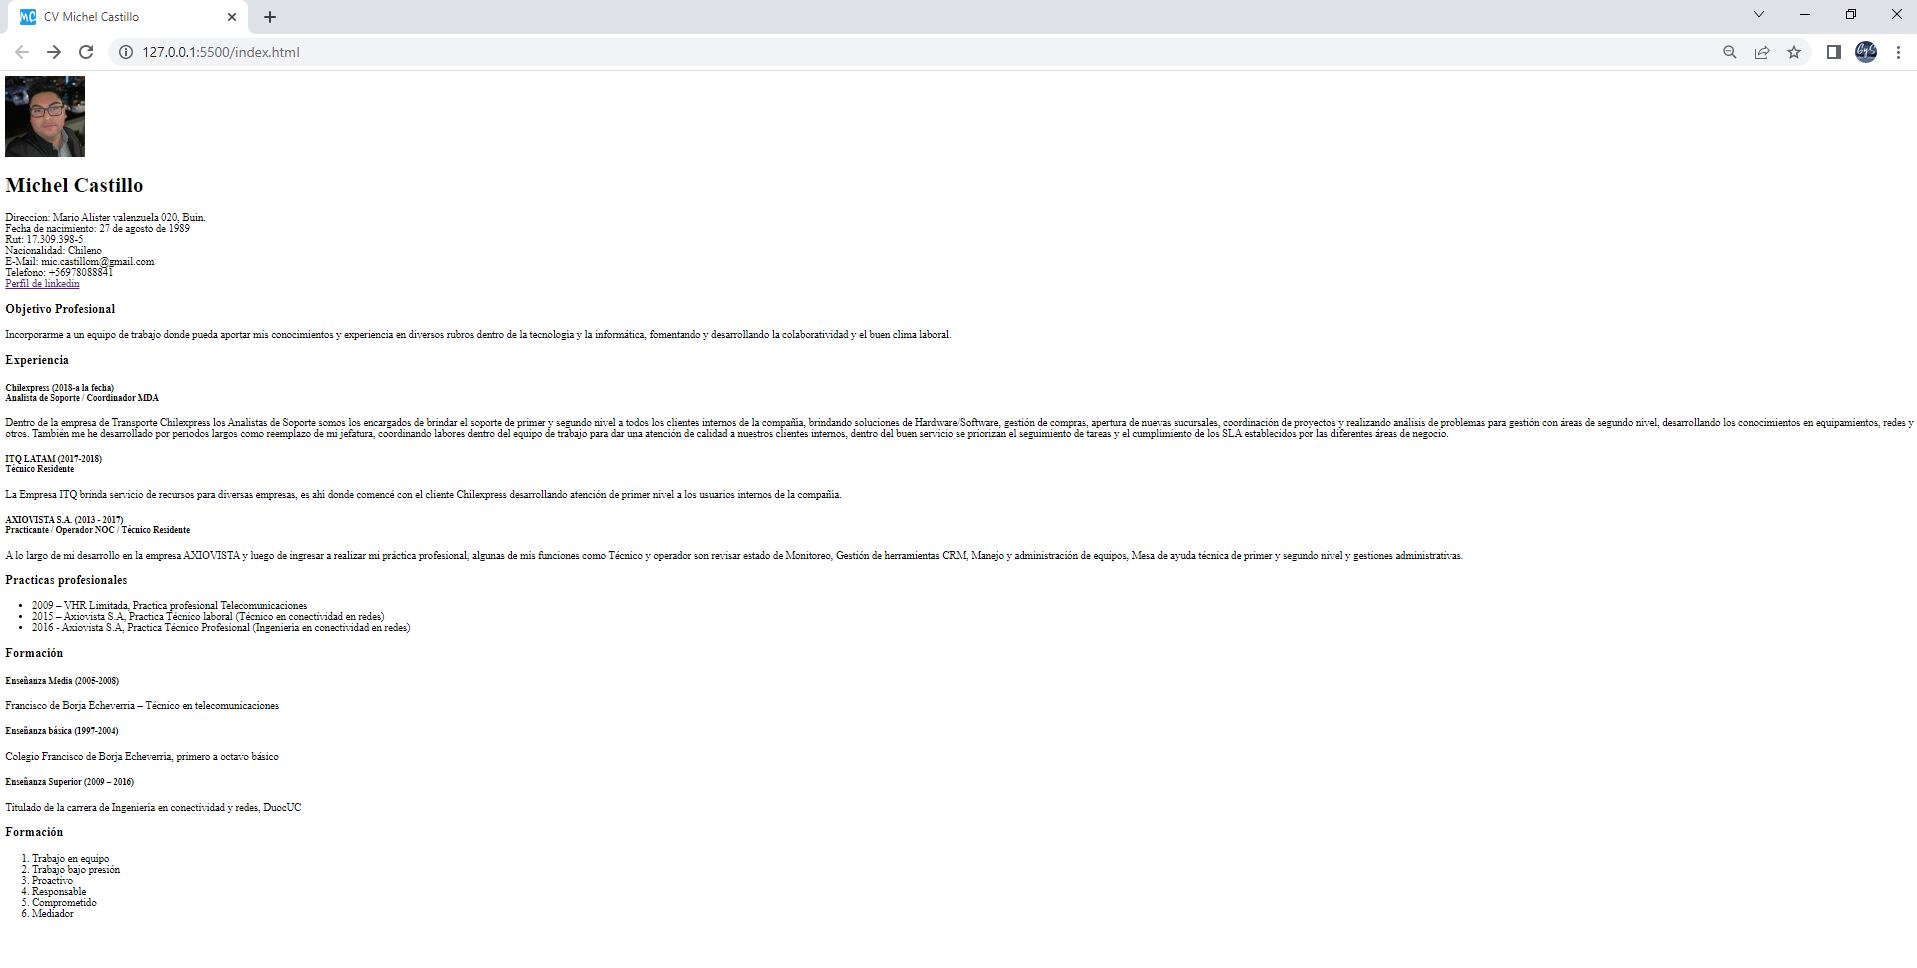 MC CV Michel Castillo
127.0.0.1:5500/index.html
Michel Castillo
Direccion: Mario Alister valenzuela 020, Buin.
Fecha de nacimiento: 27 de agosto de 1989
Rut: 17.309.398-5
Nacionalidad: Chileno
E-Mail: mic.castillom@gmail.com
Telefono: +56978088841
Perfil de linkedin
Objetivo Profesional
Incorporarme a un equipo de trabajo donde pueda aportar mis conocimientos y experiencia en diversos rubros dentro de la tecnología y la informática, fomentando y desarrollando la colaboratividad y el buen clima laboral.
Experiencia
Chilexpress (2018-a la fecha)
Analista de Soporte / Coordinador MDA
Dentro de la empresa de Transporte Chilexpress los Analistas de Soporte somos los encargados de brindar el soporte de primer y segundo nivel a todos los clientes internos de la compañía, brindando soluciones de Hardware/Software, gestión de compras, apertura de nuevas sucursales, coordinación de proyectos y realizando análisis de problemas para gestión con áreas de segundo nivel, desarrollando los conocimientos en equipamientos, redes y
otros. También me he desarrollado por periodos largos como reemplazo de mi jefatura, coordinando labores dentro del equipo de trabajo para dar una atención de calidad a nuestros clientes internos, dentro del buen servicio se priorizan el seguimiento de tareas y el cumplimiento de los SLA establecidos por las diferentes áreas de negocio.
ITQ LATAM (2017-2018)
Técnico Residente
La Empresa ITQ brinda servicio de recursos para diversas empresas, es ahí donde comencé con el cliente Chilexpress desarrollando atención de primer nivel a los usuarios internos de la compañía.
AXIOVISTA S.A. (2013 - 2017)
Practicante / Operador NOC / Técnico Residente
A lo largo de mi desarrollo en la empresa AXIOVISTA y luego de ingresar a realizar mi práctica profesional, algunas de mis funciones como Técnico y operador son revisar estado de Monitoreo, Gestión de herramientas CRM, Manejo y administración de equipos, Mesa de ayuda técnica de primer y segundo nivel y gestiones administrativas.
Practicas profesionales
• 2009 – VHR Limitada, Practica profesional Telecomunicaciones
• 2015 – Axiovista S.A, Practica Técnico laboral (Técnico en conectividad en redes)
• 2016 - Axiovista S.A, Practica Técnico Profesional (Ingeniería en conectividad en redes)
Formación
Enseñanza Media (2005-2008)
Francisco de Borja Echeverria – Técnico en telecomunicaciones
Enseñanza básica (1997-2004)
Colegio Francisco de Borja Echeverría, primero a octavo básico
Enseñanza Superior (2009 – 2016)
Titulado de la carrera de Ingeniería en conectividad y redes, DuocUC
Formación
1. Trabajo en equipo
2. Trabajo bajo presión
3. Proactivo
4. Responsable
5. Comprometido
6. Mediador